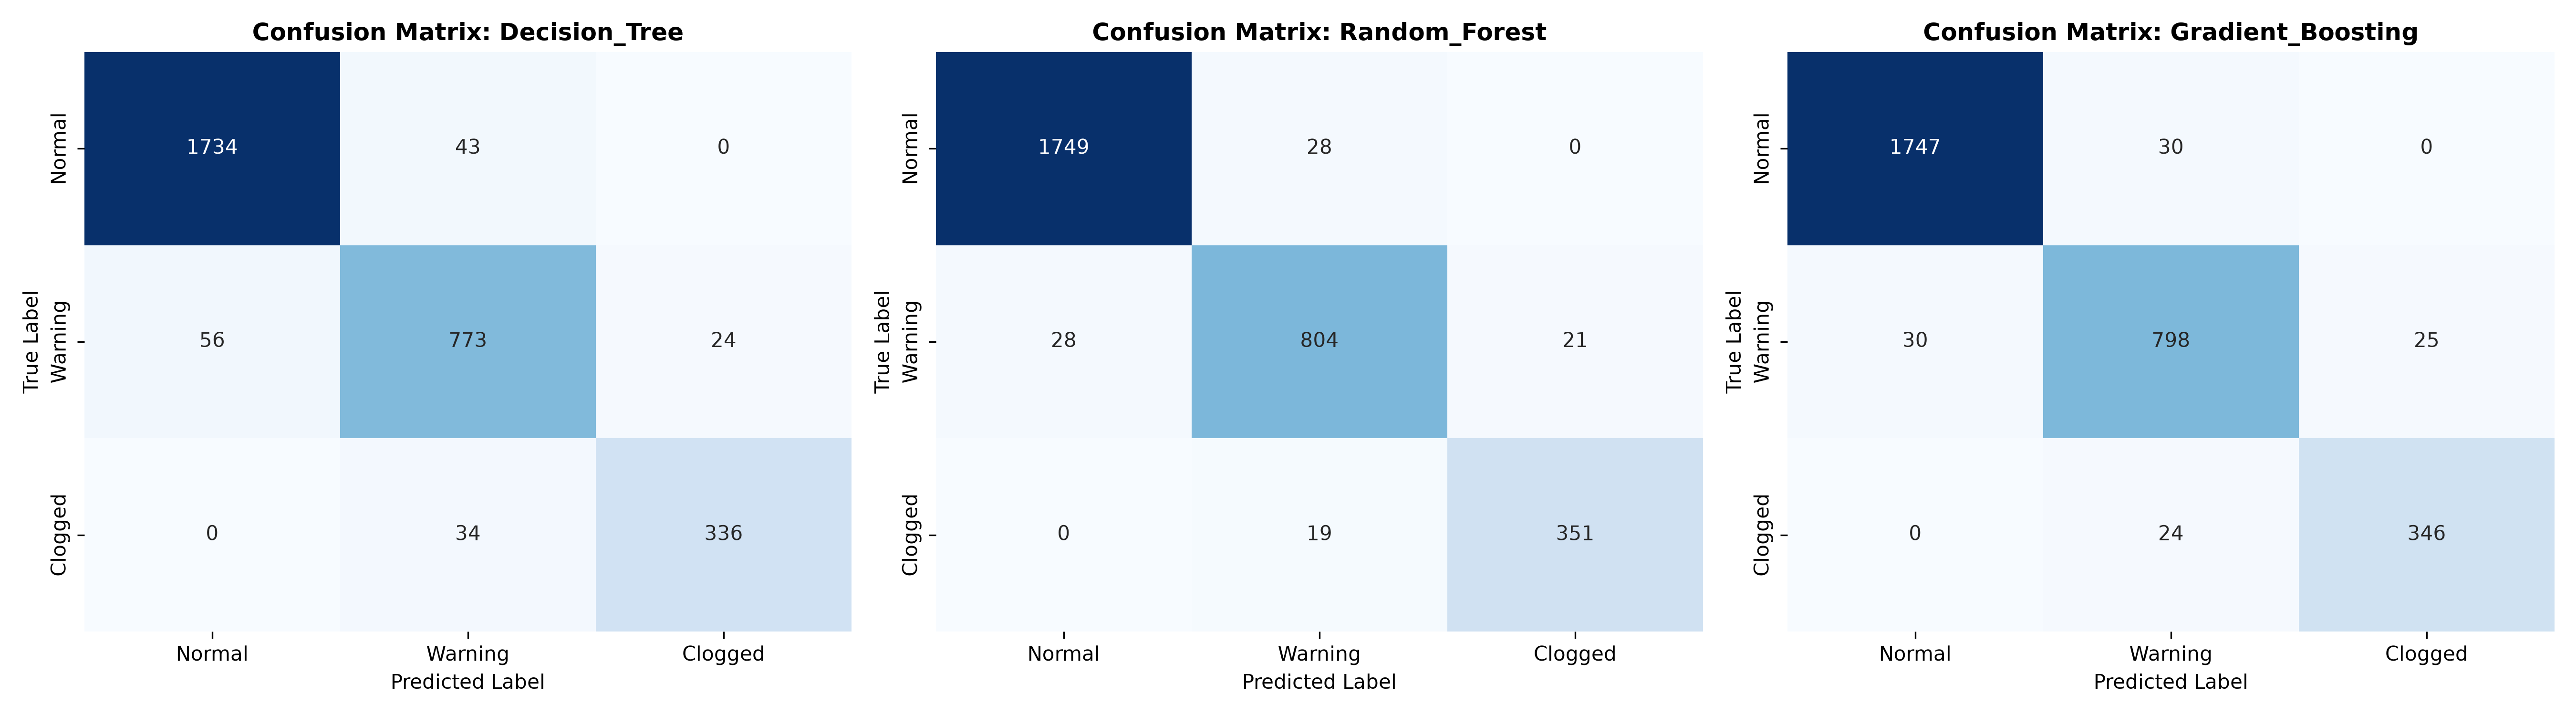 Confusion Matrix: Decision_Tree
True Label
Normal
Warning
Clogged
1734 43 0
56 773 24
0 34 336
Normal Warning Clogged
Predicted Label
Confusion Matrix: Random_Forest
True Label
Normal
Warning
Clogged
1749 28 0
28 804 21
0 19 351
Normal Warning Clogged
Predicted Label
Confusion Matrix: Gradient_Boosting
True Label
Normal
Warning
Clogged
1747 30 0
30 798 25
0 24 346
Normal Warning Clogged
Predicted Label